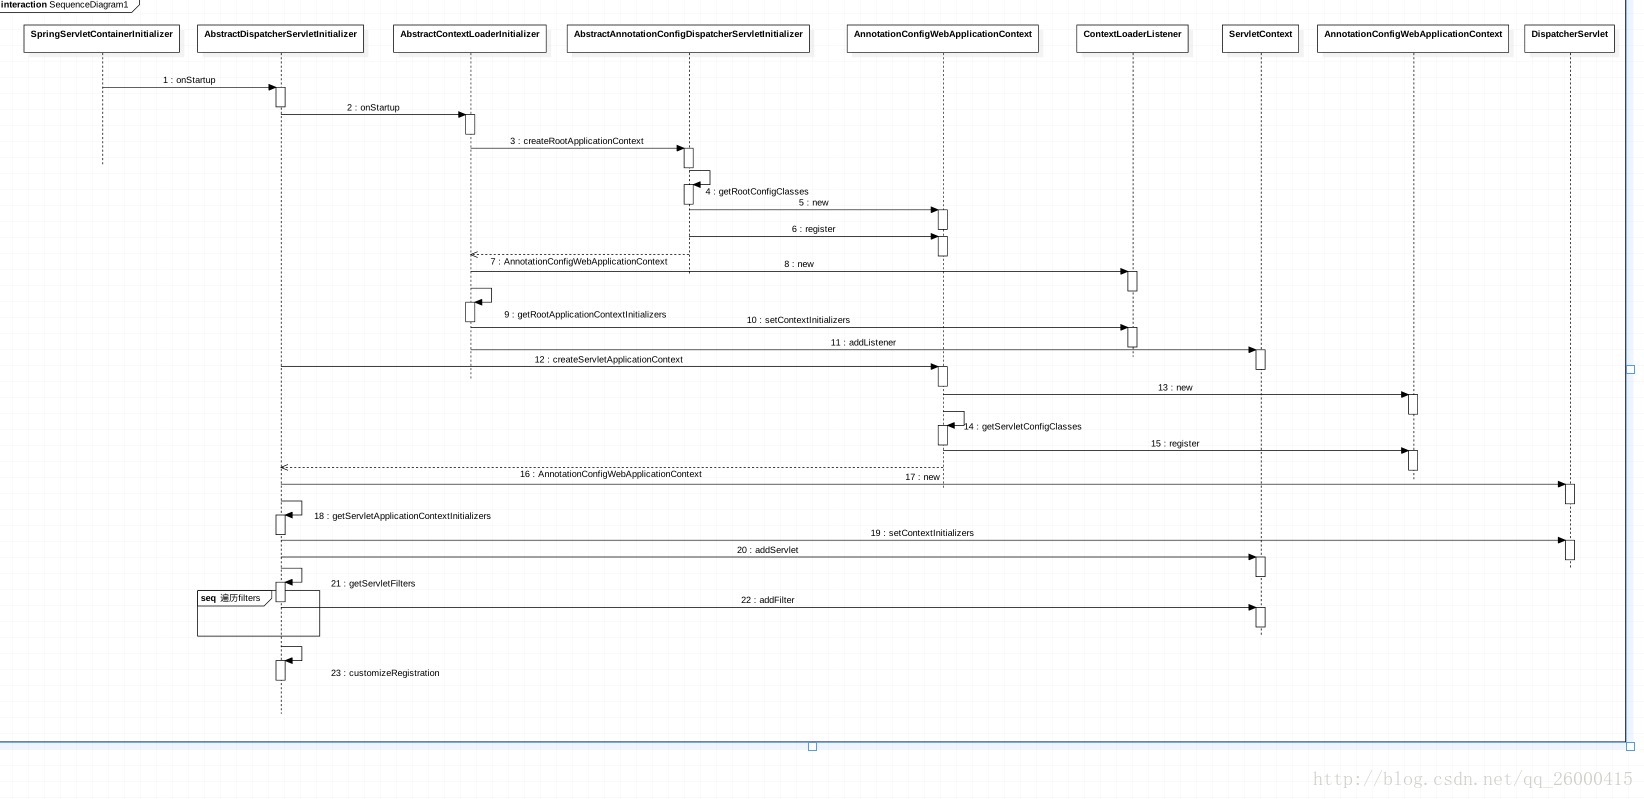 interaction SequenceDiagram1
SpringServletContainerInitializer
AbstractDispatcherServletInitializer
AbstractContextLoaderInitializer
AbstractAnnotationConfigDispatcherServletInitializer
AnnotationConfigWebApplicationContext
ContextLoaderListener
ServletContext
AnnotationConfigWebApplicationContext
DispatcherServlet
1 : onStartup
2 : onStartup
3 : createRootApplicationContext
4 : getRootConfigClasses
5 : new
6 : register
7 : AnnotationConfigWebApplicationContext
8 : new
9 : getRootApplicationContextInitializers
10 : setContextInitializers
11 : addListener
12 : createServletApplicationContext
13 : new
14 : getServletConfigClasses
15 : register
16 : AnnotationConfigWebApplicationContext
17 : new
18 : getServletApplicationContextInitializers
19 : setContextInitializers
20 : addServlet
21 : getServletFilters
seq 遍历filters
22 : addFilter
23 : customizeRegistration
http://blog.csdn.net/qq_26000415